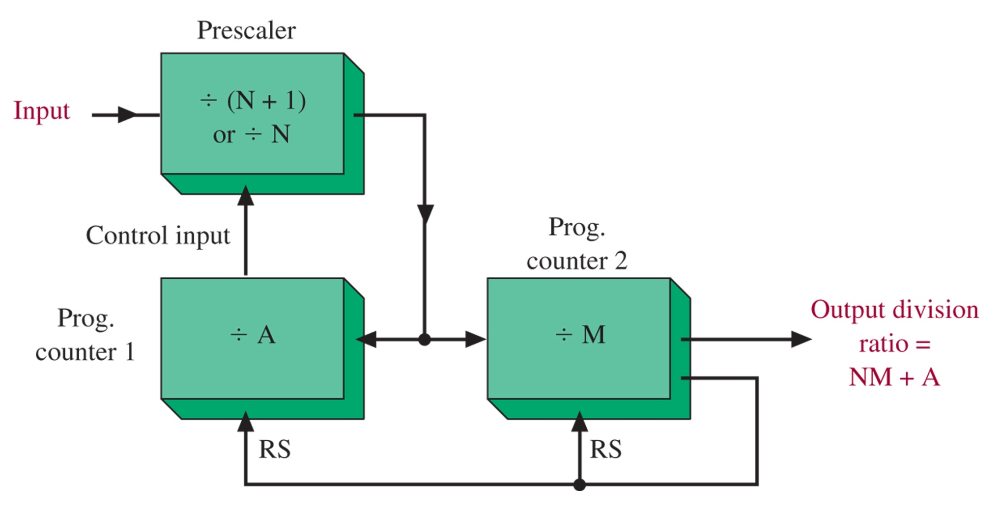 Prescaler
Input
÷ (N + 1)
or ÷ N
Control input
Prog.
counter 2
Prog.
counter 1
÷ A
÷ M
Output division
ratio =
NM + A
RS
RS